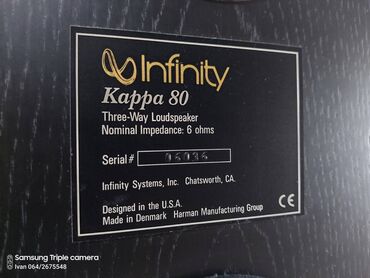 Infinity
Kappa 80
Three-Way Loudspeaker
Nominal Impedance: 6 ohms
Serial# 06036
Infinity Systems, Inc. Chatsworth, CA.
Designed in the U.S.A.
Made in Denmark Harman Manufacturing Group
CE
Samsung Triple camera
Ivan 064/2675548